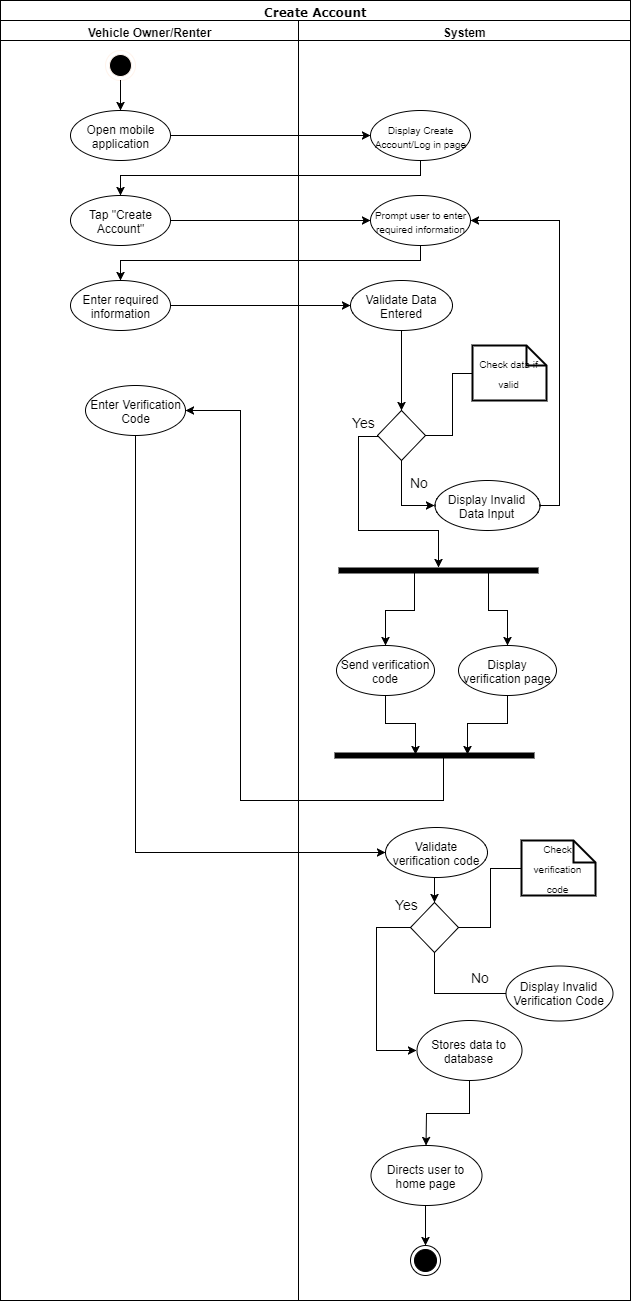 Create Account
Vehicle Owner/Renter
System
Open mobile
application
Display Create
Account/Log in page
Tap "Create
Account"
Prompt user to enter
required information
Enter required
information
Validate Data
Entered
Check data if
valid
Enter Verification
Code
Yes
No
Display Invalid
Data Input
Send verification
code
Display
verification page
Validate
verification code
Check
verification
code
Yes
No
Display Invalid
Verification Code
Stores data to
database
Directs user to
home page